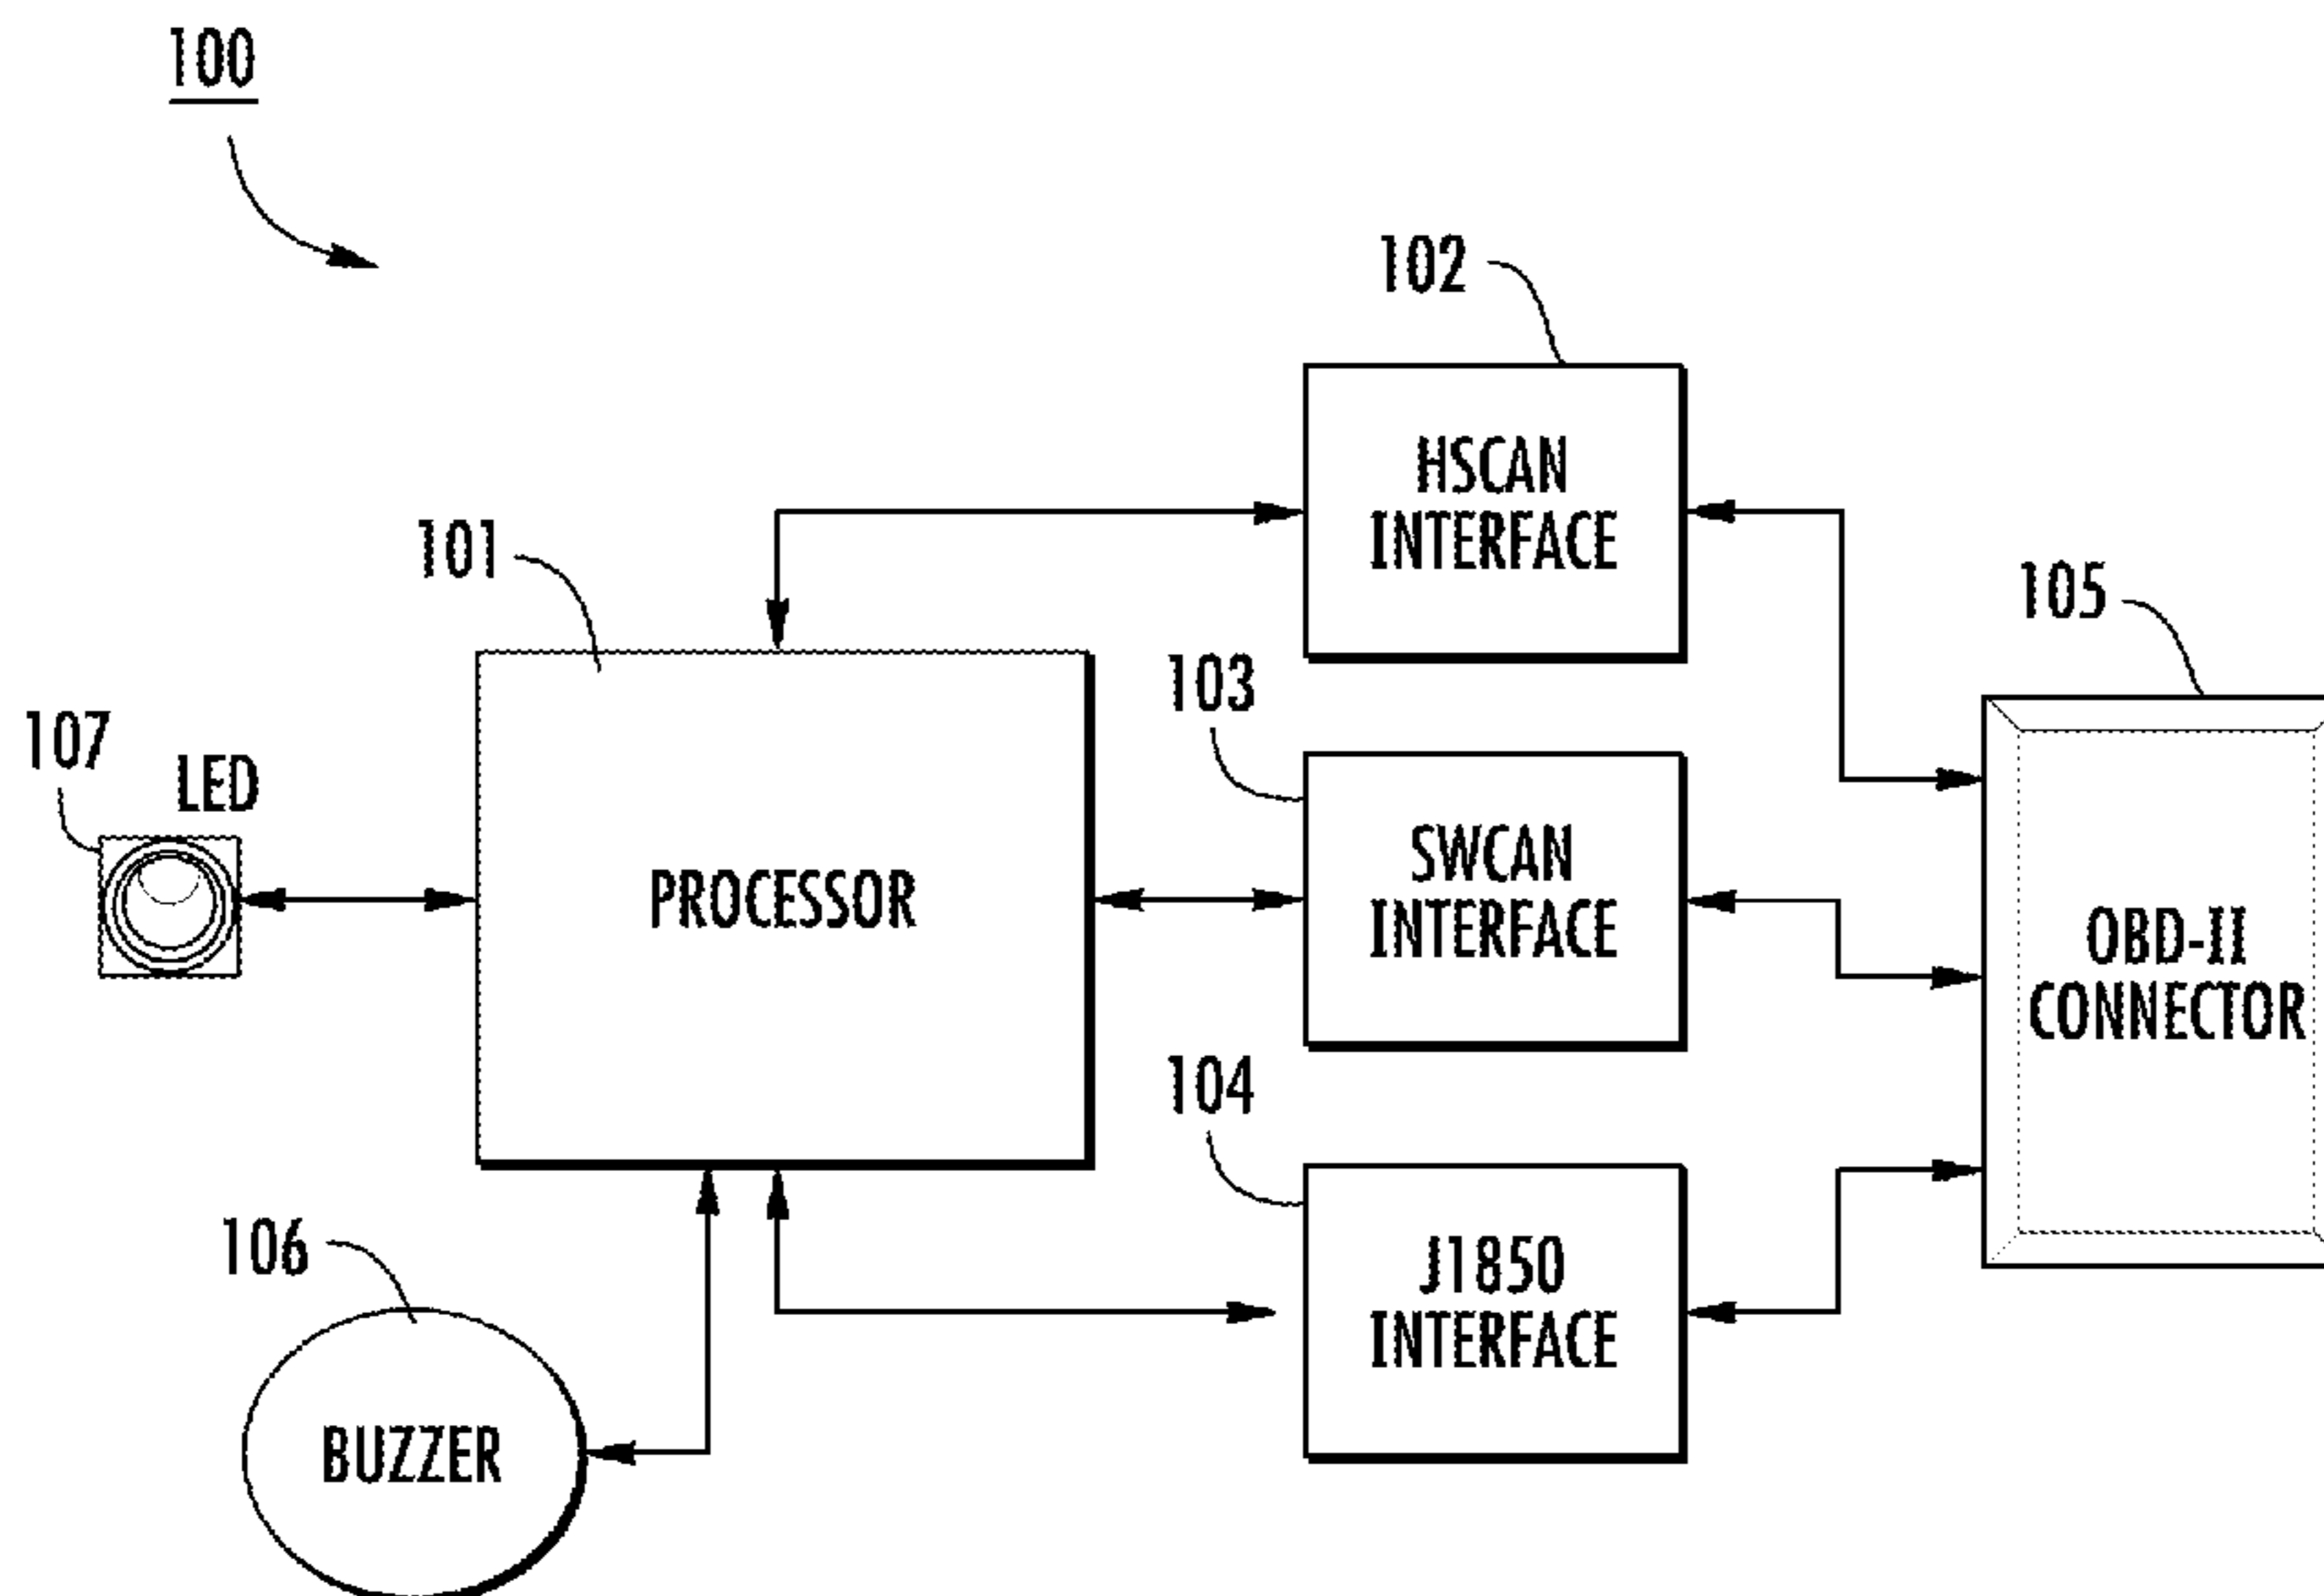 100
102
HSCAN
INTERFACE
101
105
103
107
LED
SWCAN
INTERFACE
PROCESSOR
OBD-II
CONNECTOR
104
106
J1850
INTERFACE
BUZZER